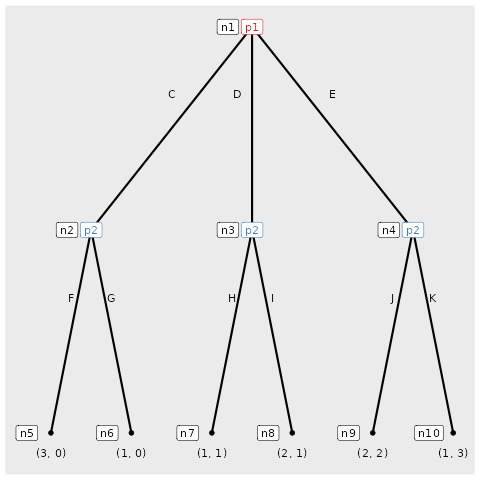 n1 p1
C D E
n2 p2 n3 p2 n4 p2
F G H I J K
n5 n6 n7 n8 n9 n10
(3, 0) (1, 0) (1, 1) (2, 1) (2, 2) (1, 3)